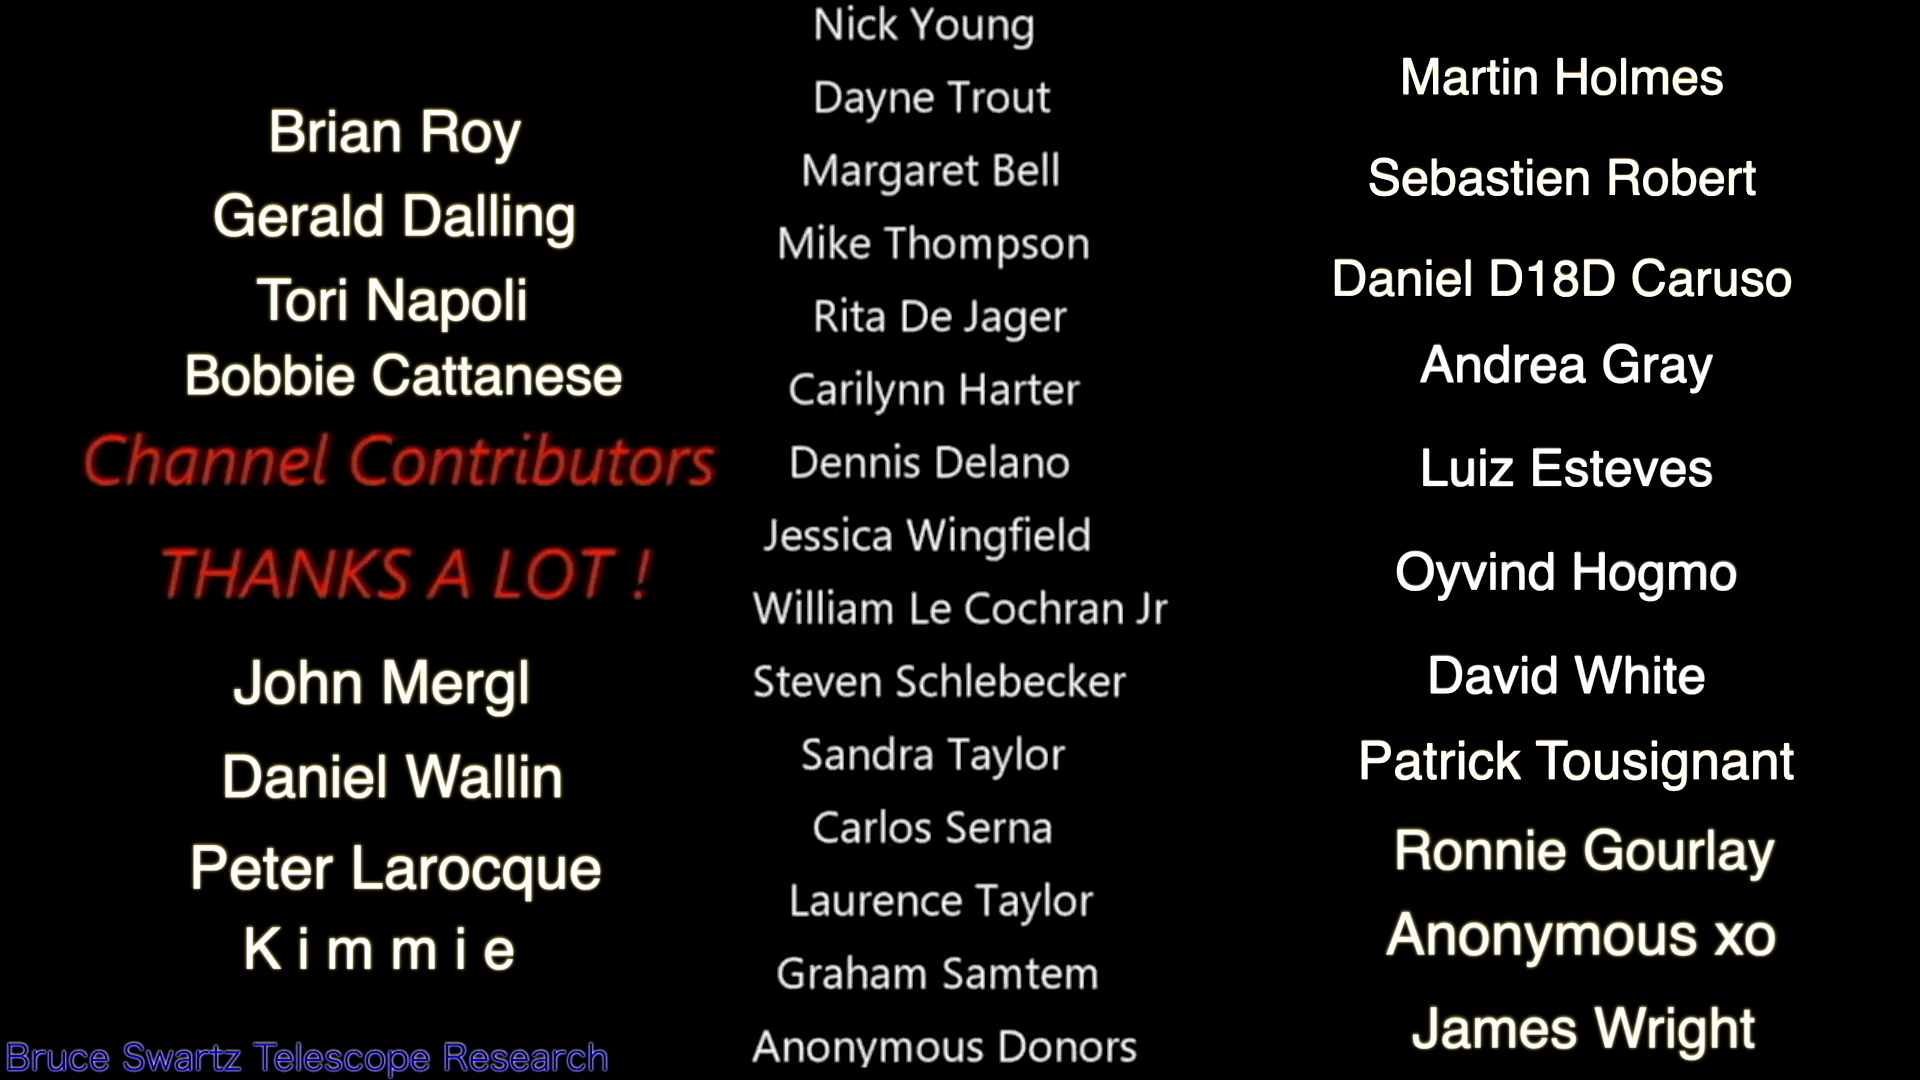 Brian Roy
Gerald Dalling
Tori Napoli
Bobbie Cattanese
Channel Contributors
THANKS A LOT !
John Mergl
Daniel Wallin
Peter Larocque
K i m m i e
Bruce Swartz Telescope Research
Nick Young
Dayne Trout
Margaret Bell
Mike Thompson
Rita De Jager
Carilynn Harter
Dennis Delano
Jessica Wingfield
William Le Cochran Jr
Steven Schlebecker
Sandra Taylor
Carlos Serna
Laurence Taylor
Graham Samtem
Anonymous Donors
Martin Holmes
Sebastien Robert
Daniel D18D Caruso
Andrea Gray
Luiz Esteves
Oyvind Hogmo
David White
Patrick Tousignant
Ronnie Gourlay
Anonymous xo
James Wright